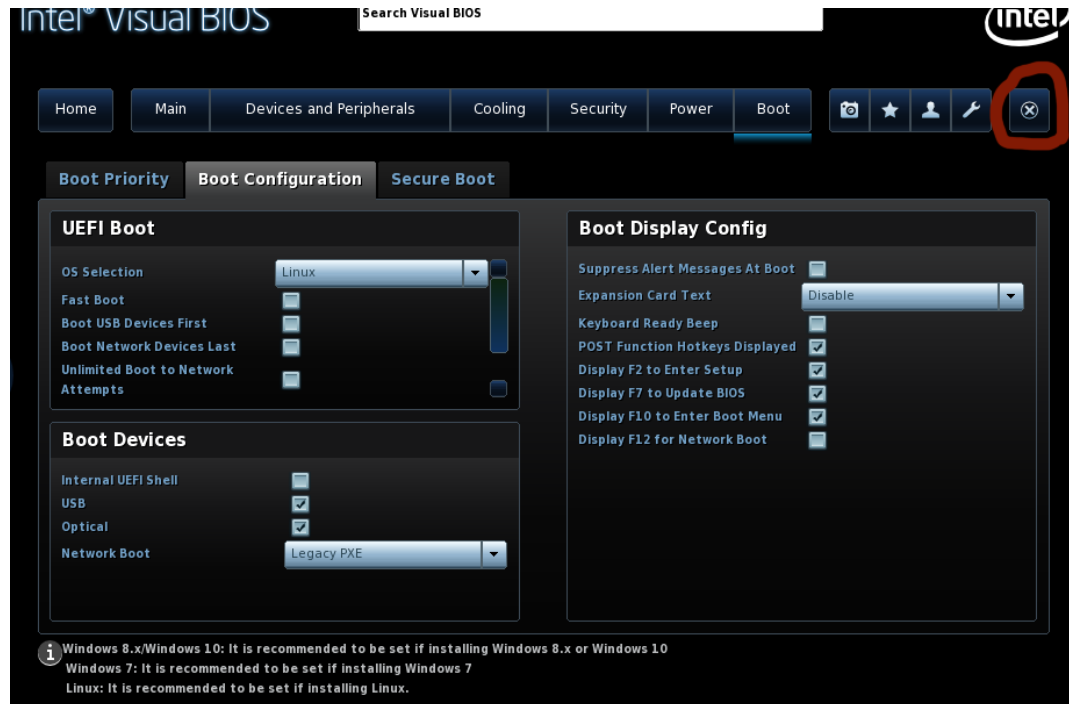 Intel® Visual BIOS
Search Visual BIOS
intel
Home
Main
Devices and Peripherals
Cooling
Security
Power
Boot
Boot Priority
Boot Configuration
Secure Boot
UEFI Boot
OS Selection
Linux
Fast Boot
Boot USB Devices First
Boot Network Devices Last
Unlimited Boot to Network
Attempts
Boot Devices
Internal UEFI Shell
USB
Optical
Network Boot
Legacy PXE
Boot Display Config
Suppress Alert Messages At Boot
Expansion Card Text
Disable
Keyboard Ready Beep
POST Function Hotkeys Displayed
Display F2 to Enter Setup
Display F7 to Update BIOS
Display F10 to Enter Boot Menu
Display F12 for Network Boot
Windows 8.x/Windows 10: It is recommended to be set if installing Windows 8.x or Windows 10
Windows 7: It is recommended to be set if installing Windows 7
Linux: It is recommended to be set if installing Linux.